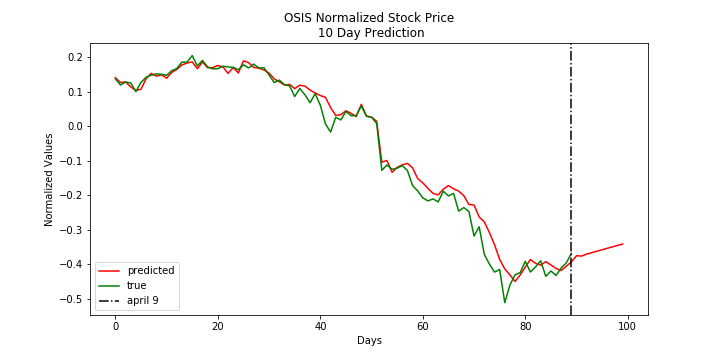 OSIS Normalized Stock Price
10 Day Prediction
Normalized Values
0.2
0.1
0.0
−0.1
−0.2
−0.3
−0.4
−0.5
predicted
true
april 9
0 20 40 60 80 100
Days